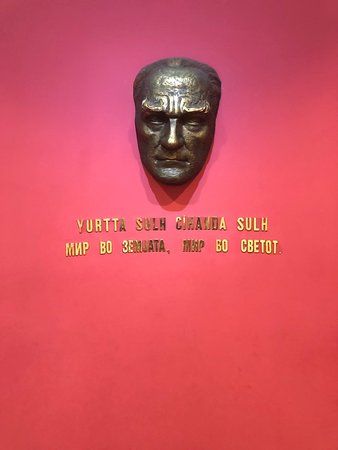 YURTTA SULH CİHANDA SULH
МИР ВО ЗЕМЈАТА, МИР ВО СВЕТОТ.